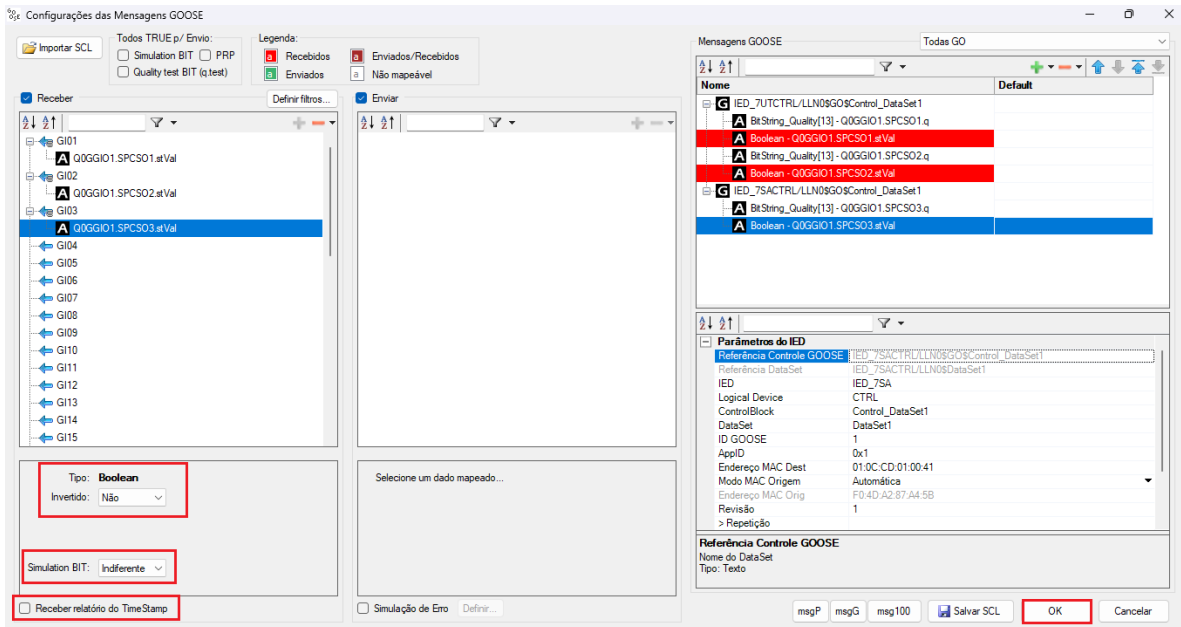 Configurações das Mensagens GOOSE
Importar SCL
Todos TRUE p/ Envio:
Simulation BIT
PRP
Quality test BIT (q.test)
Legenda:
a Recebidos
a Enviados/Recebidos
a Enviados
a Não mapeável
Receber
Definir filtros...
GI01
A Q0GGIO1.SPCSO1.stVal
GI02
A Q0GGIO1.SPCSO2.stVal
GI03
A Q0GGIO1.SPCSO3.stVal
GI04
GI05
GI06
GI07
GI08
GI09
GI10
GI11
GI12
GI13
GI14
GI15
Tipo: Boolean
Invertido: Não
Simulation BIT: Indiferente
Receber relatório do TimeStamp
Enviar
Selecione um dado mapeado...
Simulação de Erro Definir...
Mensagens GOOSE
Todas GO
Nome Default
G IED_7UTCTRL/LLN0$GO$Control_DataSet1
A BitString_Quality[13] - Q0GGIO1.SPCSO1.q
A Boolean - Q0GGIO1.SPCSO1.stVal
A BitString_Quality[13] - Q0GGIO1.SPCSO2.q
A Boolean - Q0GGIO1.SPCSO2.stVal
G IED_7SACTRL/LLN0$GO$Control_DataSet1
A BitString_Quality[13] - Q0GGIO1.SPCSO3.q
A Boolean - Q0GGIO1.SPCSO3.stVal
Parâmetros do IED
Referência Controle GOOSE IED_7SACTRL/LLN0$GO$Control_DataSet1
Referência DataSet IED_7SACTRL/LLN0$DataSet1
IED IED_7SA
Logical Device CTRL
ControlBlock Control_DataSet1
DataSet DataSet1
ID GOOSE 1
AppID 0x1
Endereço MAC Dest 01:0C:CD:01:00:41
Modo MAC Origem Automática
Endereço MAC Orig F0:4D:A2:87:A4:5B
Revisão 1
> Repetição
Referência Controle GOOSE
Nome do DataSet
Tipo: Texto
msgP msgG msg100 Salvar SCL OK Cancelar